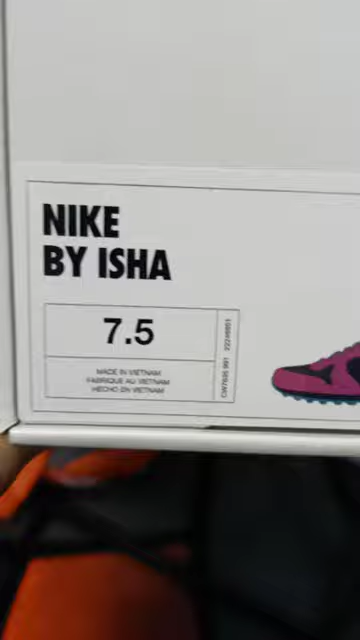 NIKE
BY ISHA
7.5
MADE IN VIETNAM
FABRIQUE AU VIETNAM
HECHO EN VIETNAM